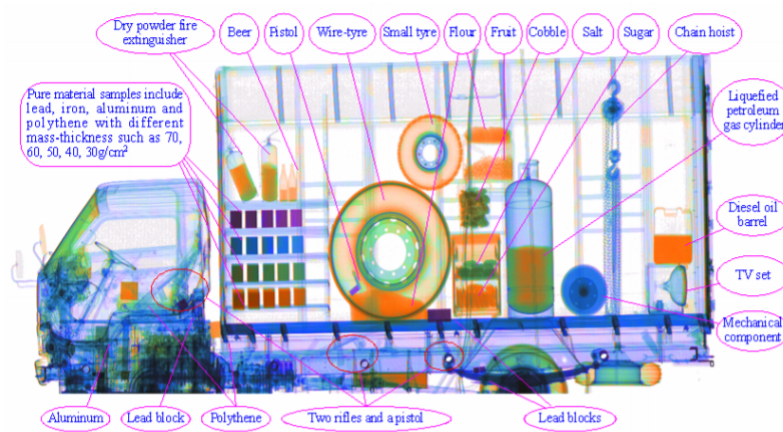 Dry powder fire
extinguisher
Beer
Pistol
Wire-tyre
Small tyre
Flour
Fruit
Cobble
Salt
Sugar
Chain hoist
Pure material samples include
lead, iron, aluminum and
polythene with different
mass-thickness such as 70,
60, 50, 40, 30g/cm²
Liquefied
petroleum
gas cylinder
Diesel oil
barrel
TV set
Mechanical
component
Aluminum
Lead block
Polythene
Two rifles and a pistol
Lead blocks